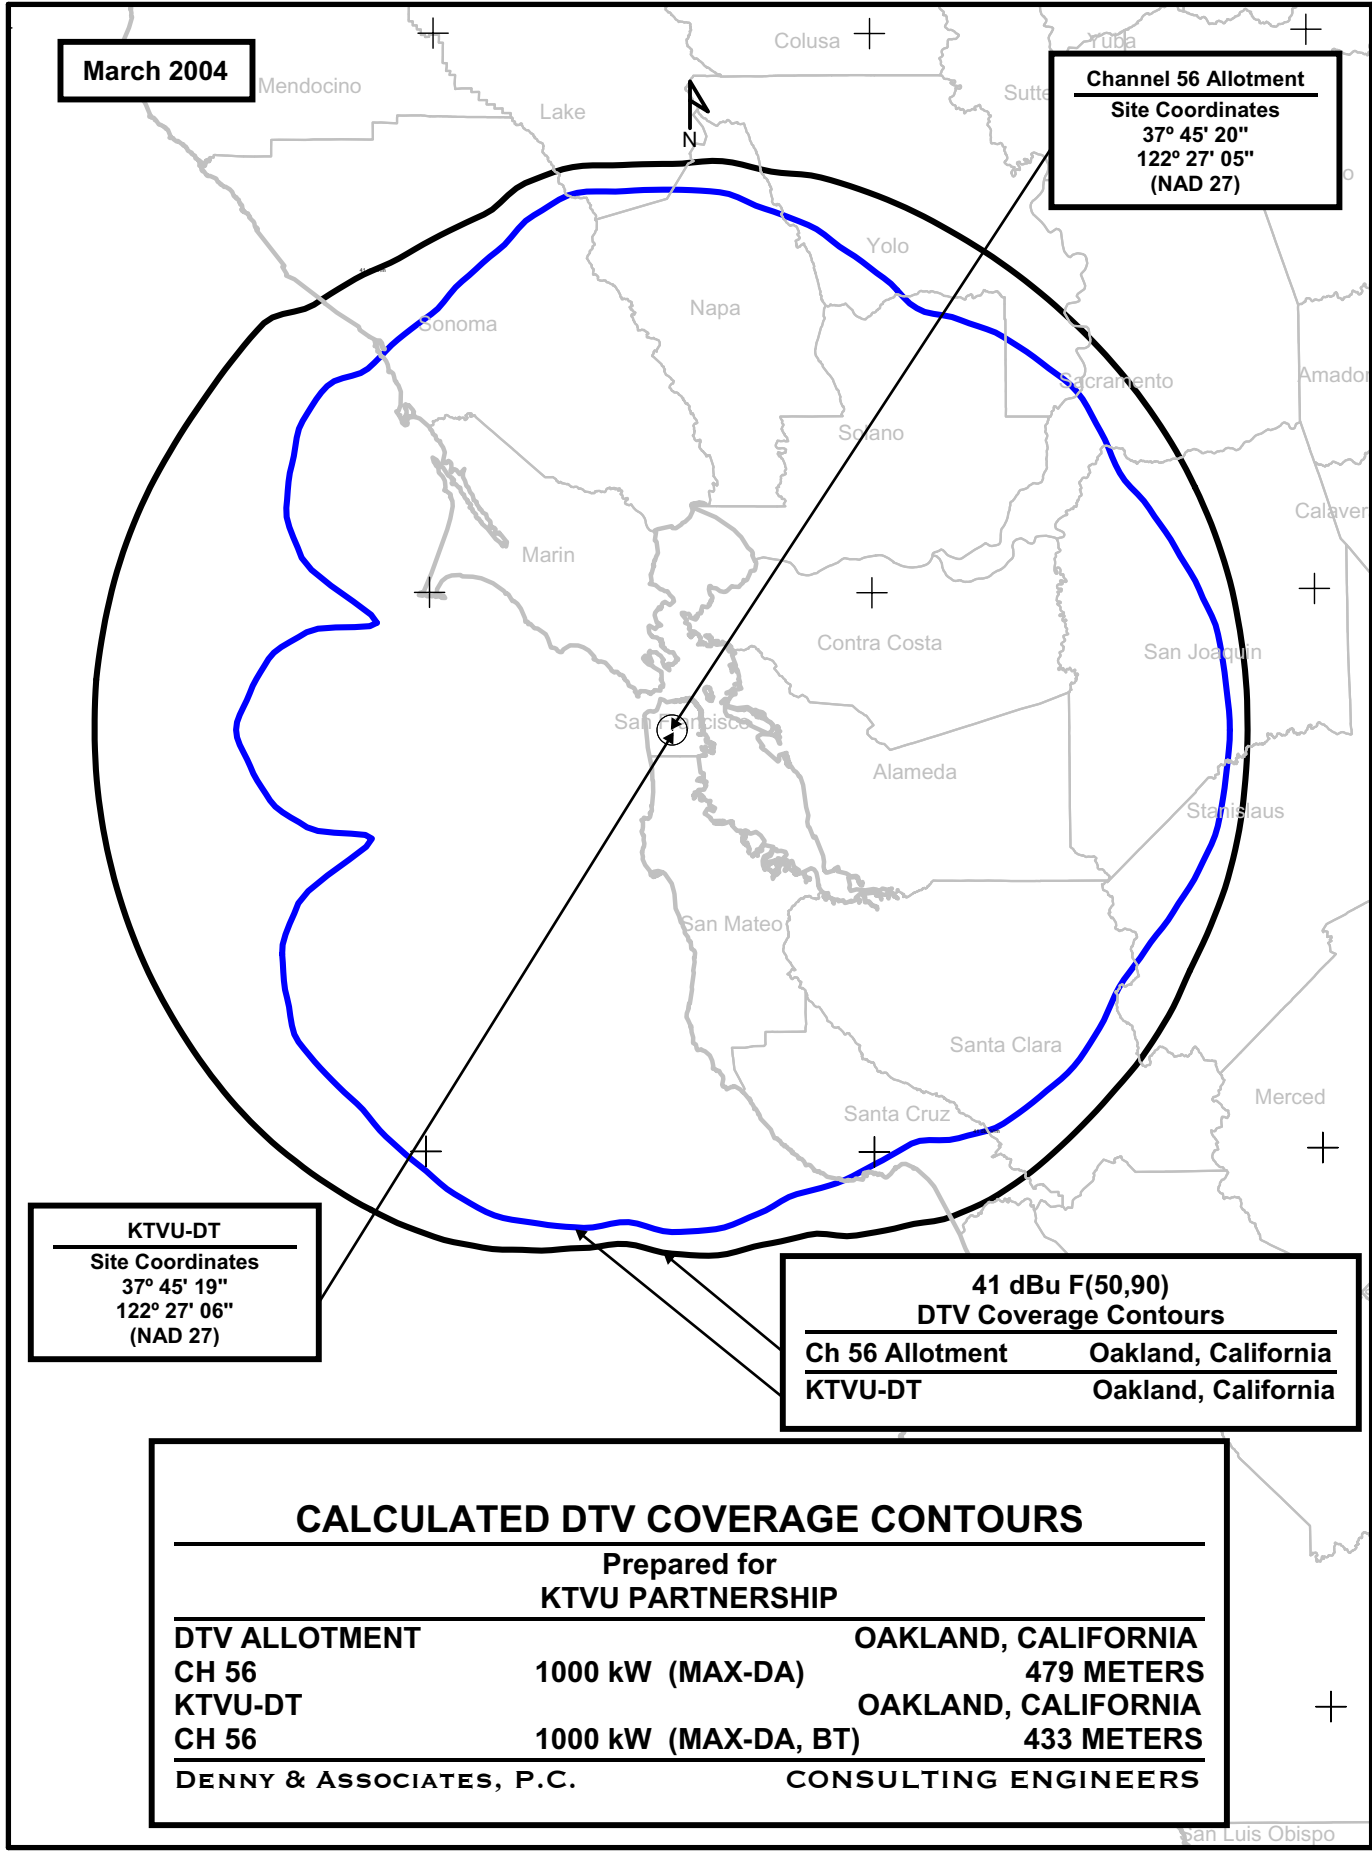 March 2004
Colusa
Yuba
Mendocino
Lake
Channel 56 Allotment
Site Coordinates
37º 45' 20"
122º 27' 05"
(NAD 27)
N
Yolo
Napa
Sonoma
Sacramento
Amador
Solano
Marin
Contra Costa
San Joaquin
San Francisco
Alameda
Stanislaus
San Mateo
Santa Clara
Merced
Santa Cruz
KTVU-DT
Site Coordinates
37º 45' 19"
122º 27' 06"
(NAD 27)
41 dBu F(50,90)
DTV Coverage Contours
Ch 56 Allotment Oakland, California
KTVU-DT Oakland, California
CALCULATED DTV COVERAGE CONTOURS
Prepared for
KTVU PARTNERSHIP
DTV ALLOTMENT OAKLAND, CALIFORNIA
CH 56 1000 kW (MAX-DA) 479 METERS
KTVU-DT OAKLAND, CALIFORNIA
CH 56 1000 kW (MAX-DA, BT) 433 METERS
DENNY & ASSOCIATES, P.C. CONSULTING ENGINEERS
San Luis Obispo